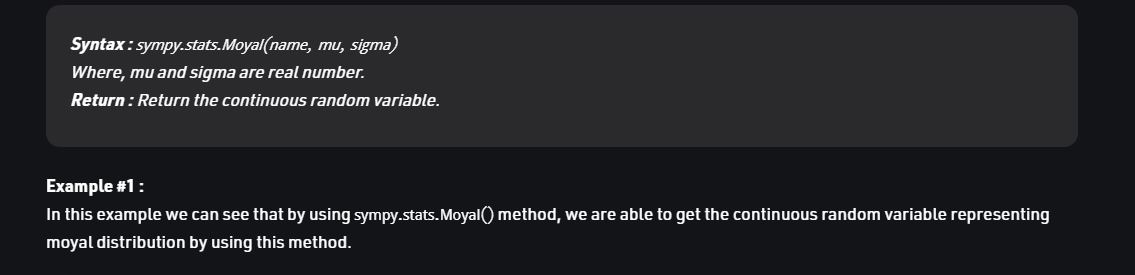 Syntax : sympy.stats.Moyal(name, mu, sigma)
Where, mu and sigma are real number.
Return : Return the continuous random variable.
Example #1 :
In this example we can see that by using sympy.stats.Moyal() method, we are able to get the continuous random variable representing
moyal distribution by using this method.